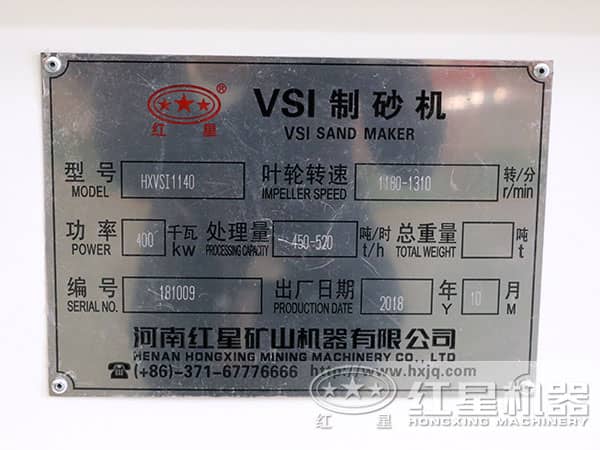 VSI 制砂机
VSI SAND MAKER
红 星
型号 HXVSI1140 叶轮转速 1180-1310 转/分
MODEL IMPELLER SPEED r/min
功率 400 千瓦 处理量 450-520 吨/时 总重量 吨
POWER kw PROCESSING CAPACITY t/h TOTAL WEIGHT t
编号 181009 出厂日期 2018 年 10 月
SERIAL NO. PRODUCTION DATE Y M
河南红星矿山机器有限公司
HENAN HONGXING MINING MACHINERY CO., LTD
☎(+86)-371-67776666 http://www.hxjq.com
红星机器
红 星 HONGXING MACHINERY